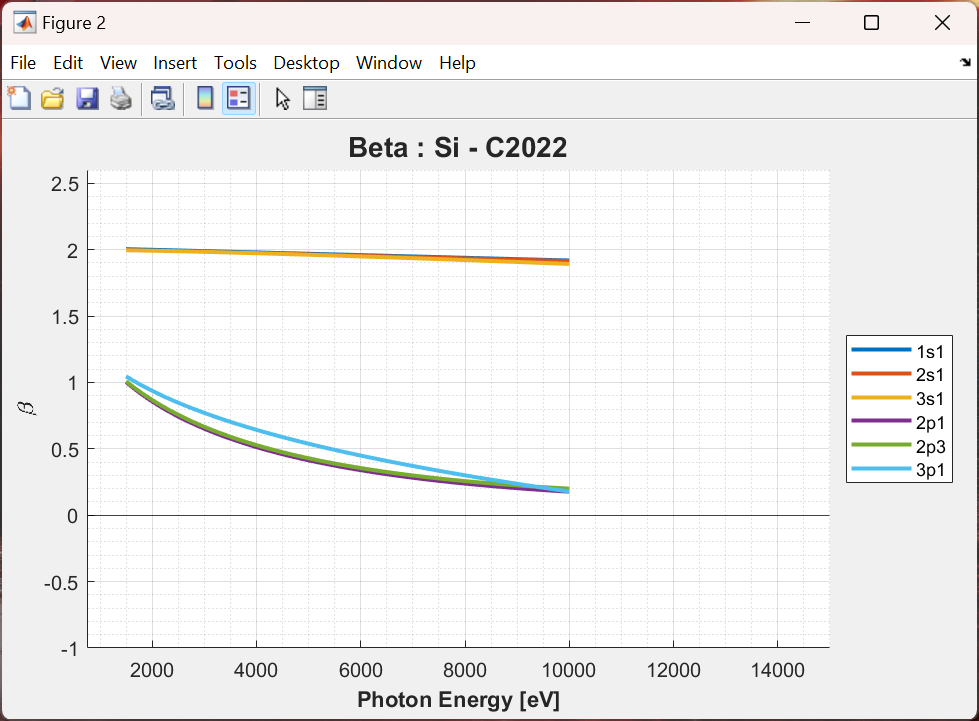 Figure 2
File Edit View Insert Tools Desktop Window Help
Beta : Si - C2022
2.5
2
1.5
1
0.5
0
-0.5
-1
β
2000 4000 6000 8000 10000 12000 14000
Photon Energy [eV]
1s1
2s1
3s1
2p1
2p3
3p1